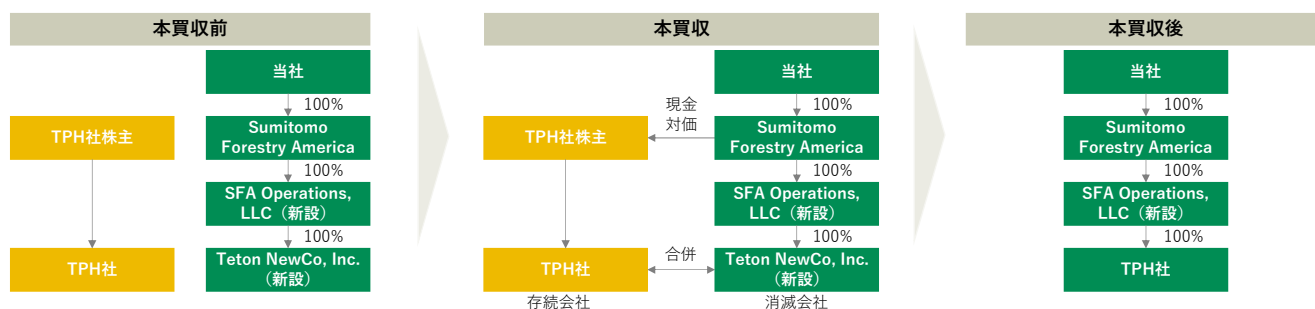 本買収前
当社
100%
TPH社株主
Sumitomo
Forestry America
100%
SFA Operations,
LLC（新設）
100%
TPH社
Teton NewCo, Inc.
（新設）
本買収
当社
100%
現金
対価
TPH社株主
Sumitomo
Forestry America
100%
SFA Operations,
LLC（新設）
100%
合併
TPH社
Teton NewCo, Inc.
（新設）
存続会社
消滅会社
本買収後
当社
100%
Sumitomo
Forestry America
100%
SFA Operations,
LLC（新設）
100%
TPH社